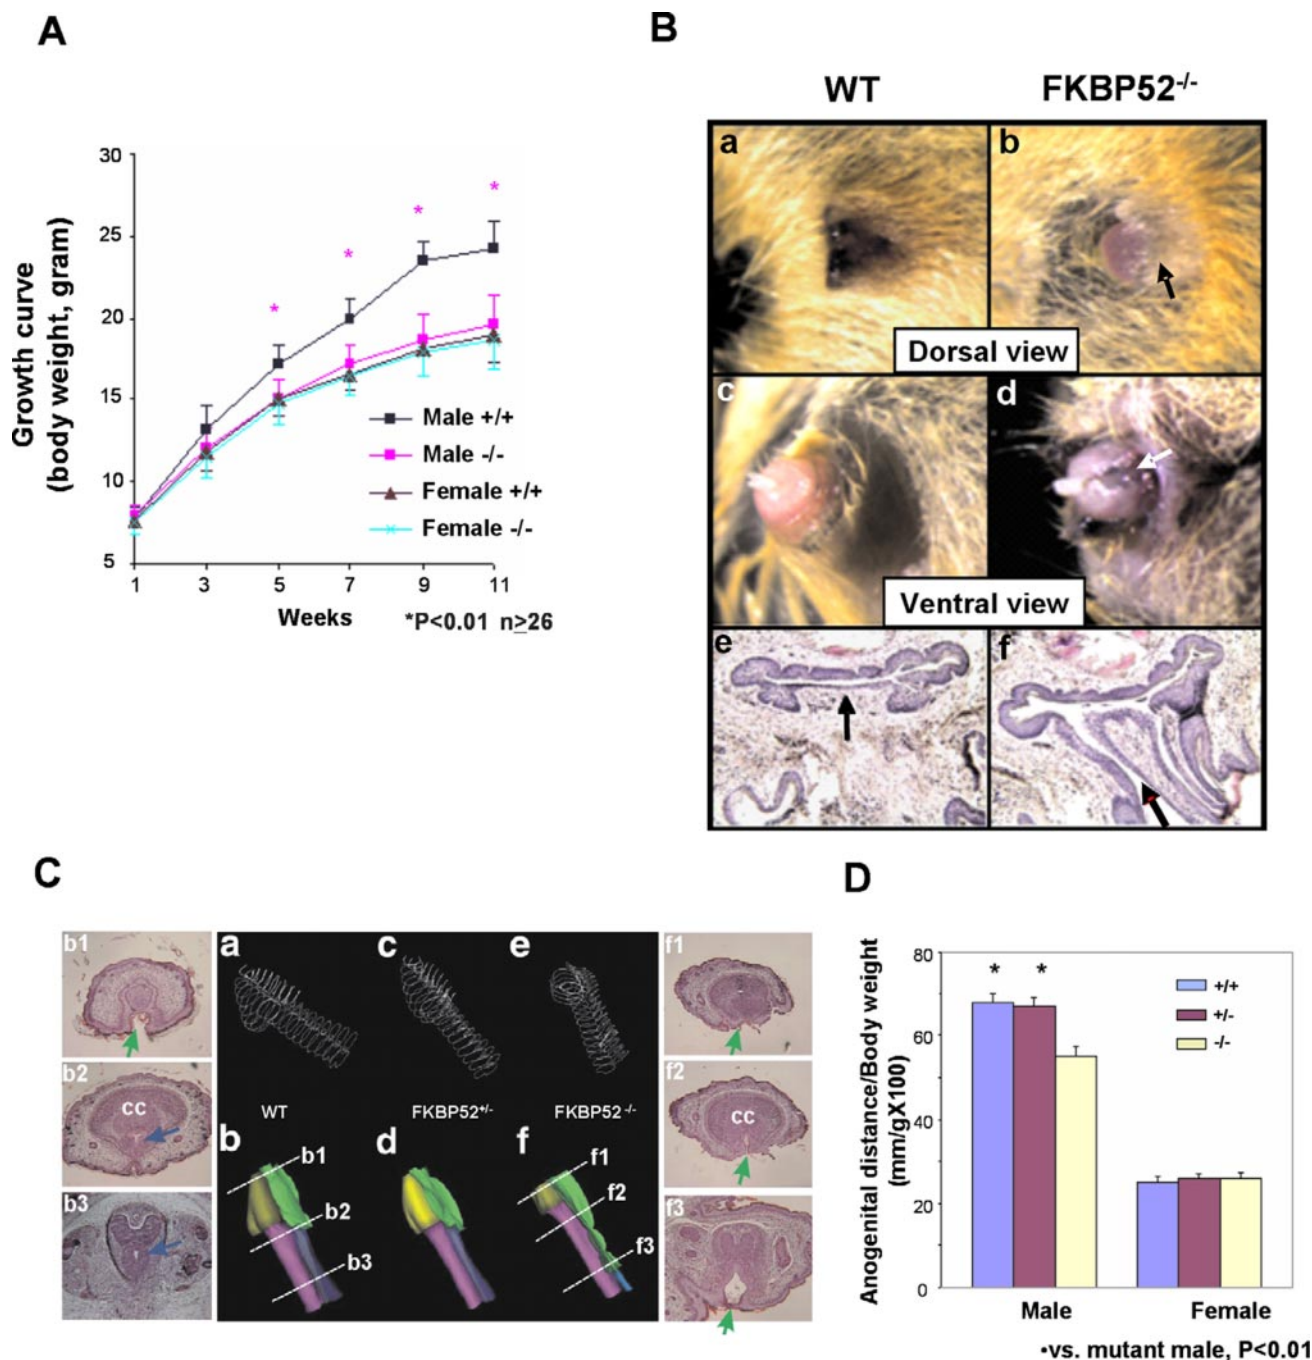 A
Growth curve
(body weight, gram)
30
25
20
15
10
5
* * * *
Male +/+
Male -/-
Female +/+
Female -/-
1 3 5 7 9 11
Weeks
*P<0.01 n≥26
B
WT FKBP52-/-
a b
Dorsal view
c d
Ventral view
e f
C
b1
b2
cc
b3
a c e
WT FKBP52+/- FKBP52 -/-
b d f
b1
b2
b3
f1
f2
f3
f1
f2
cc
f3
D
Anogenital distance/Body weight
(mm/gX100)
80
60
40
20
0
* *
+/+
+/-
-/-
Male Female
•vs. mutant male, P<0.01